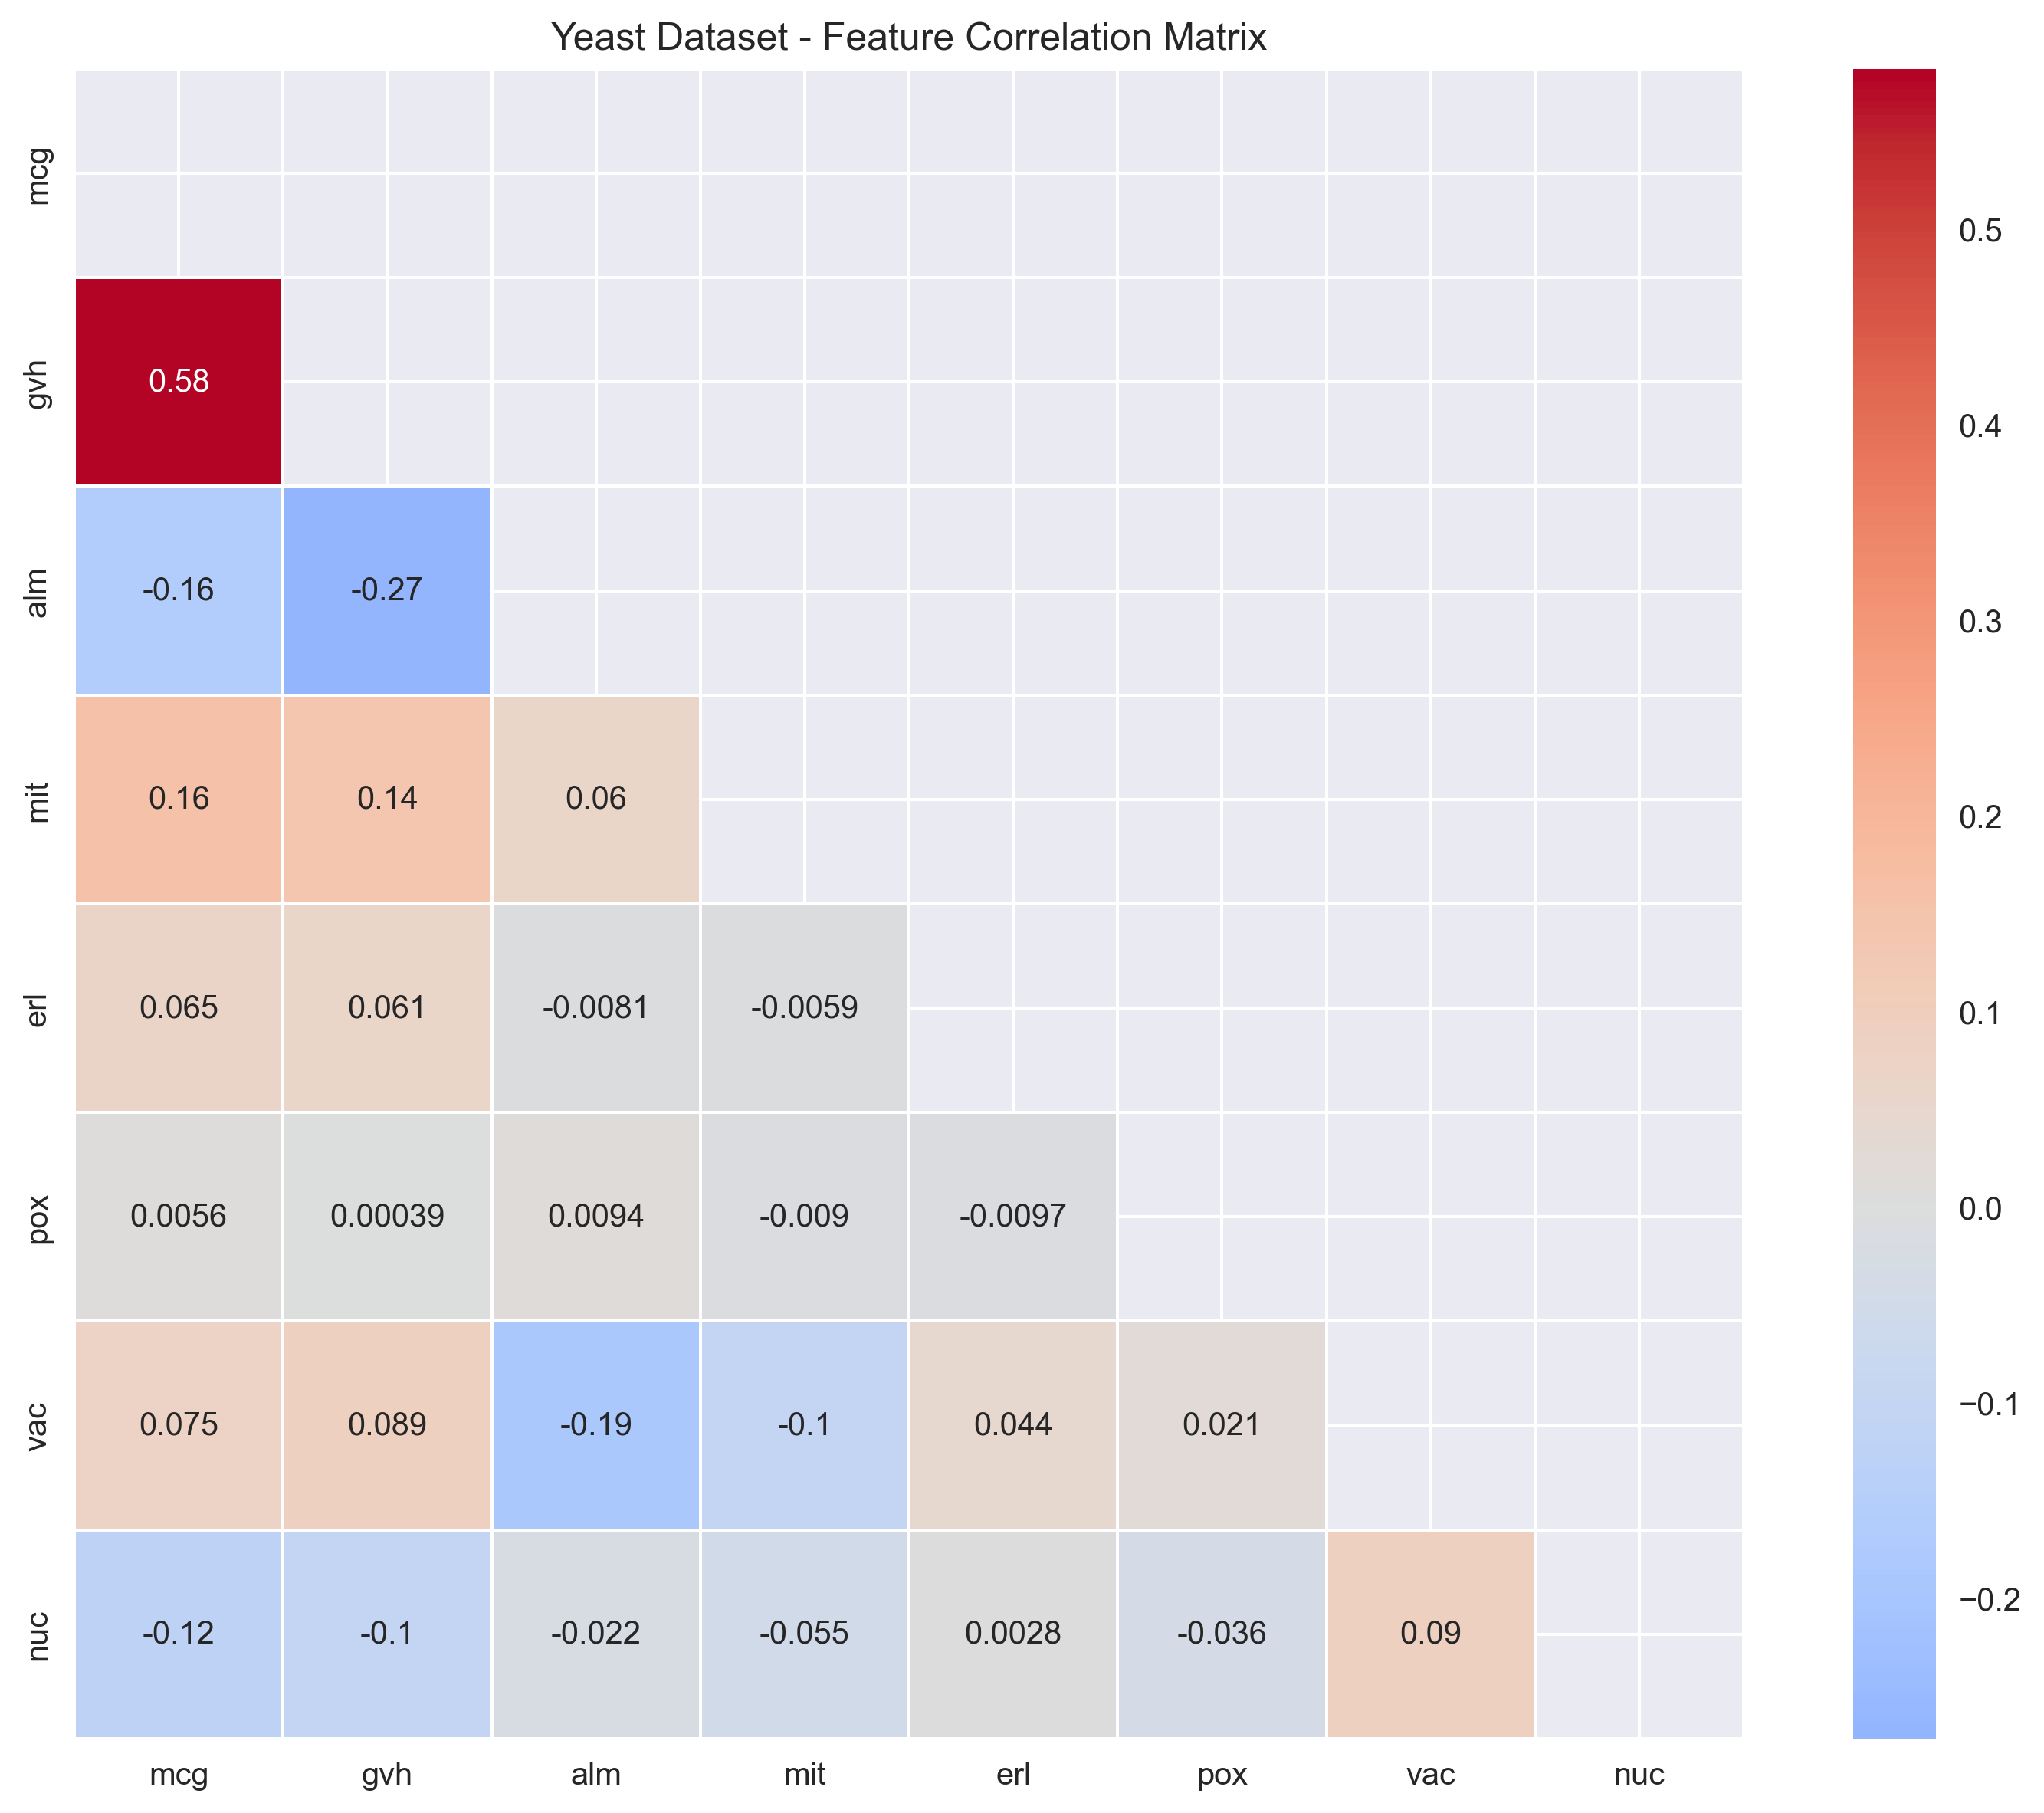 Yeast Dataset - Feature Correlation Matrix
mcg
gvh
0.58
alm
-0.16 -0.27
mit
0.16 0.14 0.06
erl
0.065 0.061 -0.0081 -0.0059
pox
0.0056 0.00039 0.0094 -0.009 -0.0097
vac
0.075 0.089 -0.19 -0.1 0.044 0.021
nuc
-0.12 -0.1 -0.022 -0.055 0.0028 -0.036 0.09
mcg gvh alm mit erl pox vac nuc
0.5
0.4
0.3
0.2
0.1
0.0
−0.1
−0.2